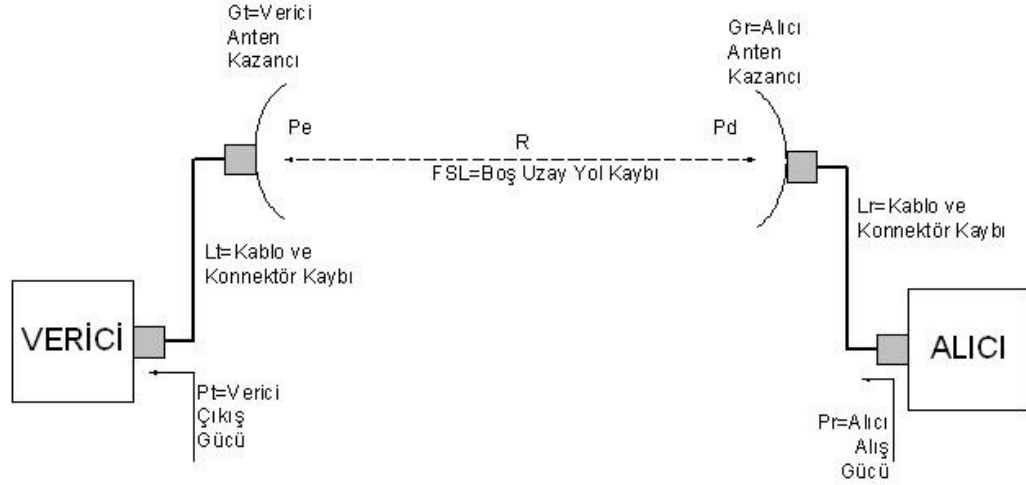 Gt=Verici
Anten
Kazancı
Gr=Alıcı
Anten
Kazancı
Pe
R
Pd
FSL=Boş Uzay Yol Kaybı
Lt=Kablo ve
Konnektör Kaybı
Lr=Kablo ve
Konnektör Kaybı
VERİCİ
ALICI
Pt=Verici
Çıkış
Gücü
Pr=Alıcı
Alış
Gücü